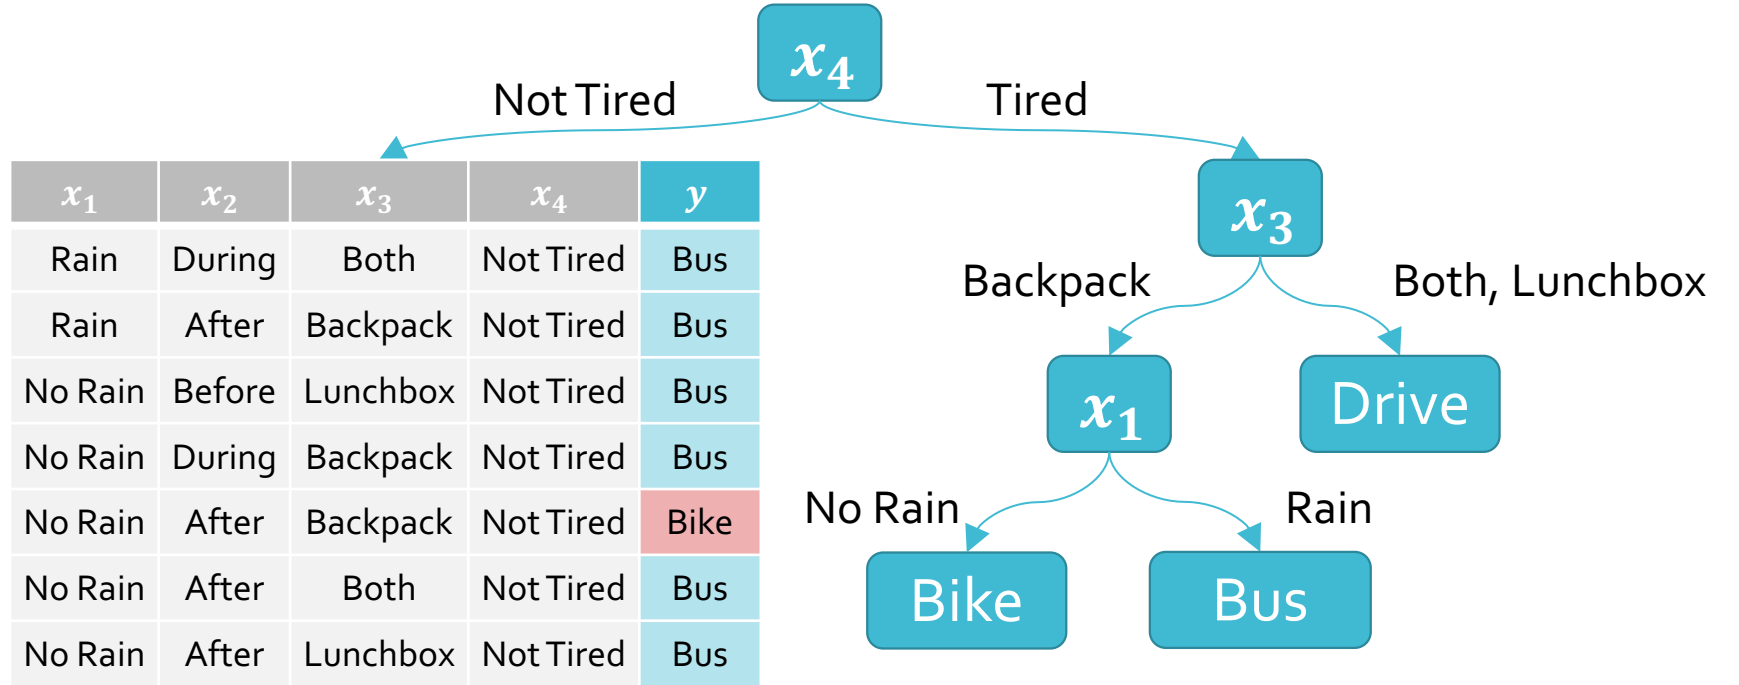 x₄
Not Tired Tired
x₁ x₂ x₃ x₄ y
Rain During Both Not Tired Bus
Rain After Backpack Not Tired Bus
No Rain Before Lunchbox Not Tired Bus
No Rain During Backpack Not Tired Bus
No Rain After Backpack Not Tired Bike
No Rain After Both Not Tired Bus
No Rain After Lunchbox Not Tired Bus
x₃
Backpack Both, Lunchbox
x₁ Drive
No Rain Rain
Bike Bus